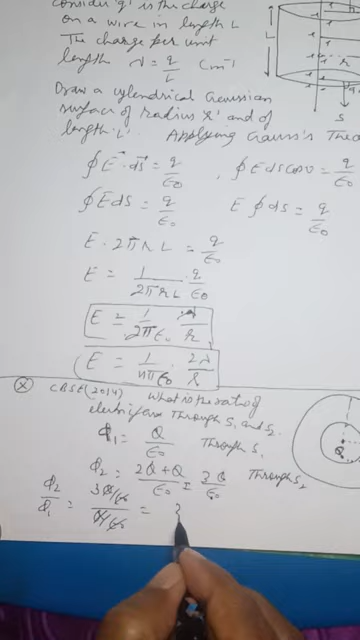 consider 'q' is the charge
on a wire in length L
The charge per unit
length λ = q/L Cm⁻¹
Draw a cylindrical Gaussian
surface of radius 'r' and of
length 'L'. Applying Gauss's Theo
∮ E⃗ · ds⃗ = q/ε₀ , ∮ E ds cos0 = q/ε₀
∮ E ds = q/ε₀ E ∮ ds = q/ε₀
E · 2πrL = q/ε₀
E = 1/2πrL · q/ε₀
E = 1/2πε₀ λ/r
E = 1/4πε₀ · 2λ/r
(X) CBSE (2014) What is the ratio of
electric flux through S₁ and S₂.
Φ₁ = Q/ε₀ Through S₁
Φ₂ = 2Q+Q/ε₀ = 3Q/ε₀ Through S₂
Φ₂/Φ₁ = 3Q/ε₀ / Q/ε₀ = 3
L
r
S
Q